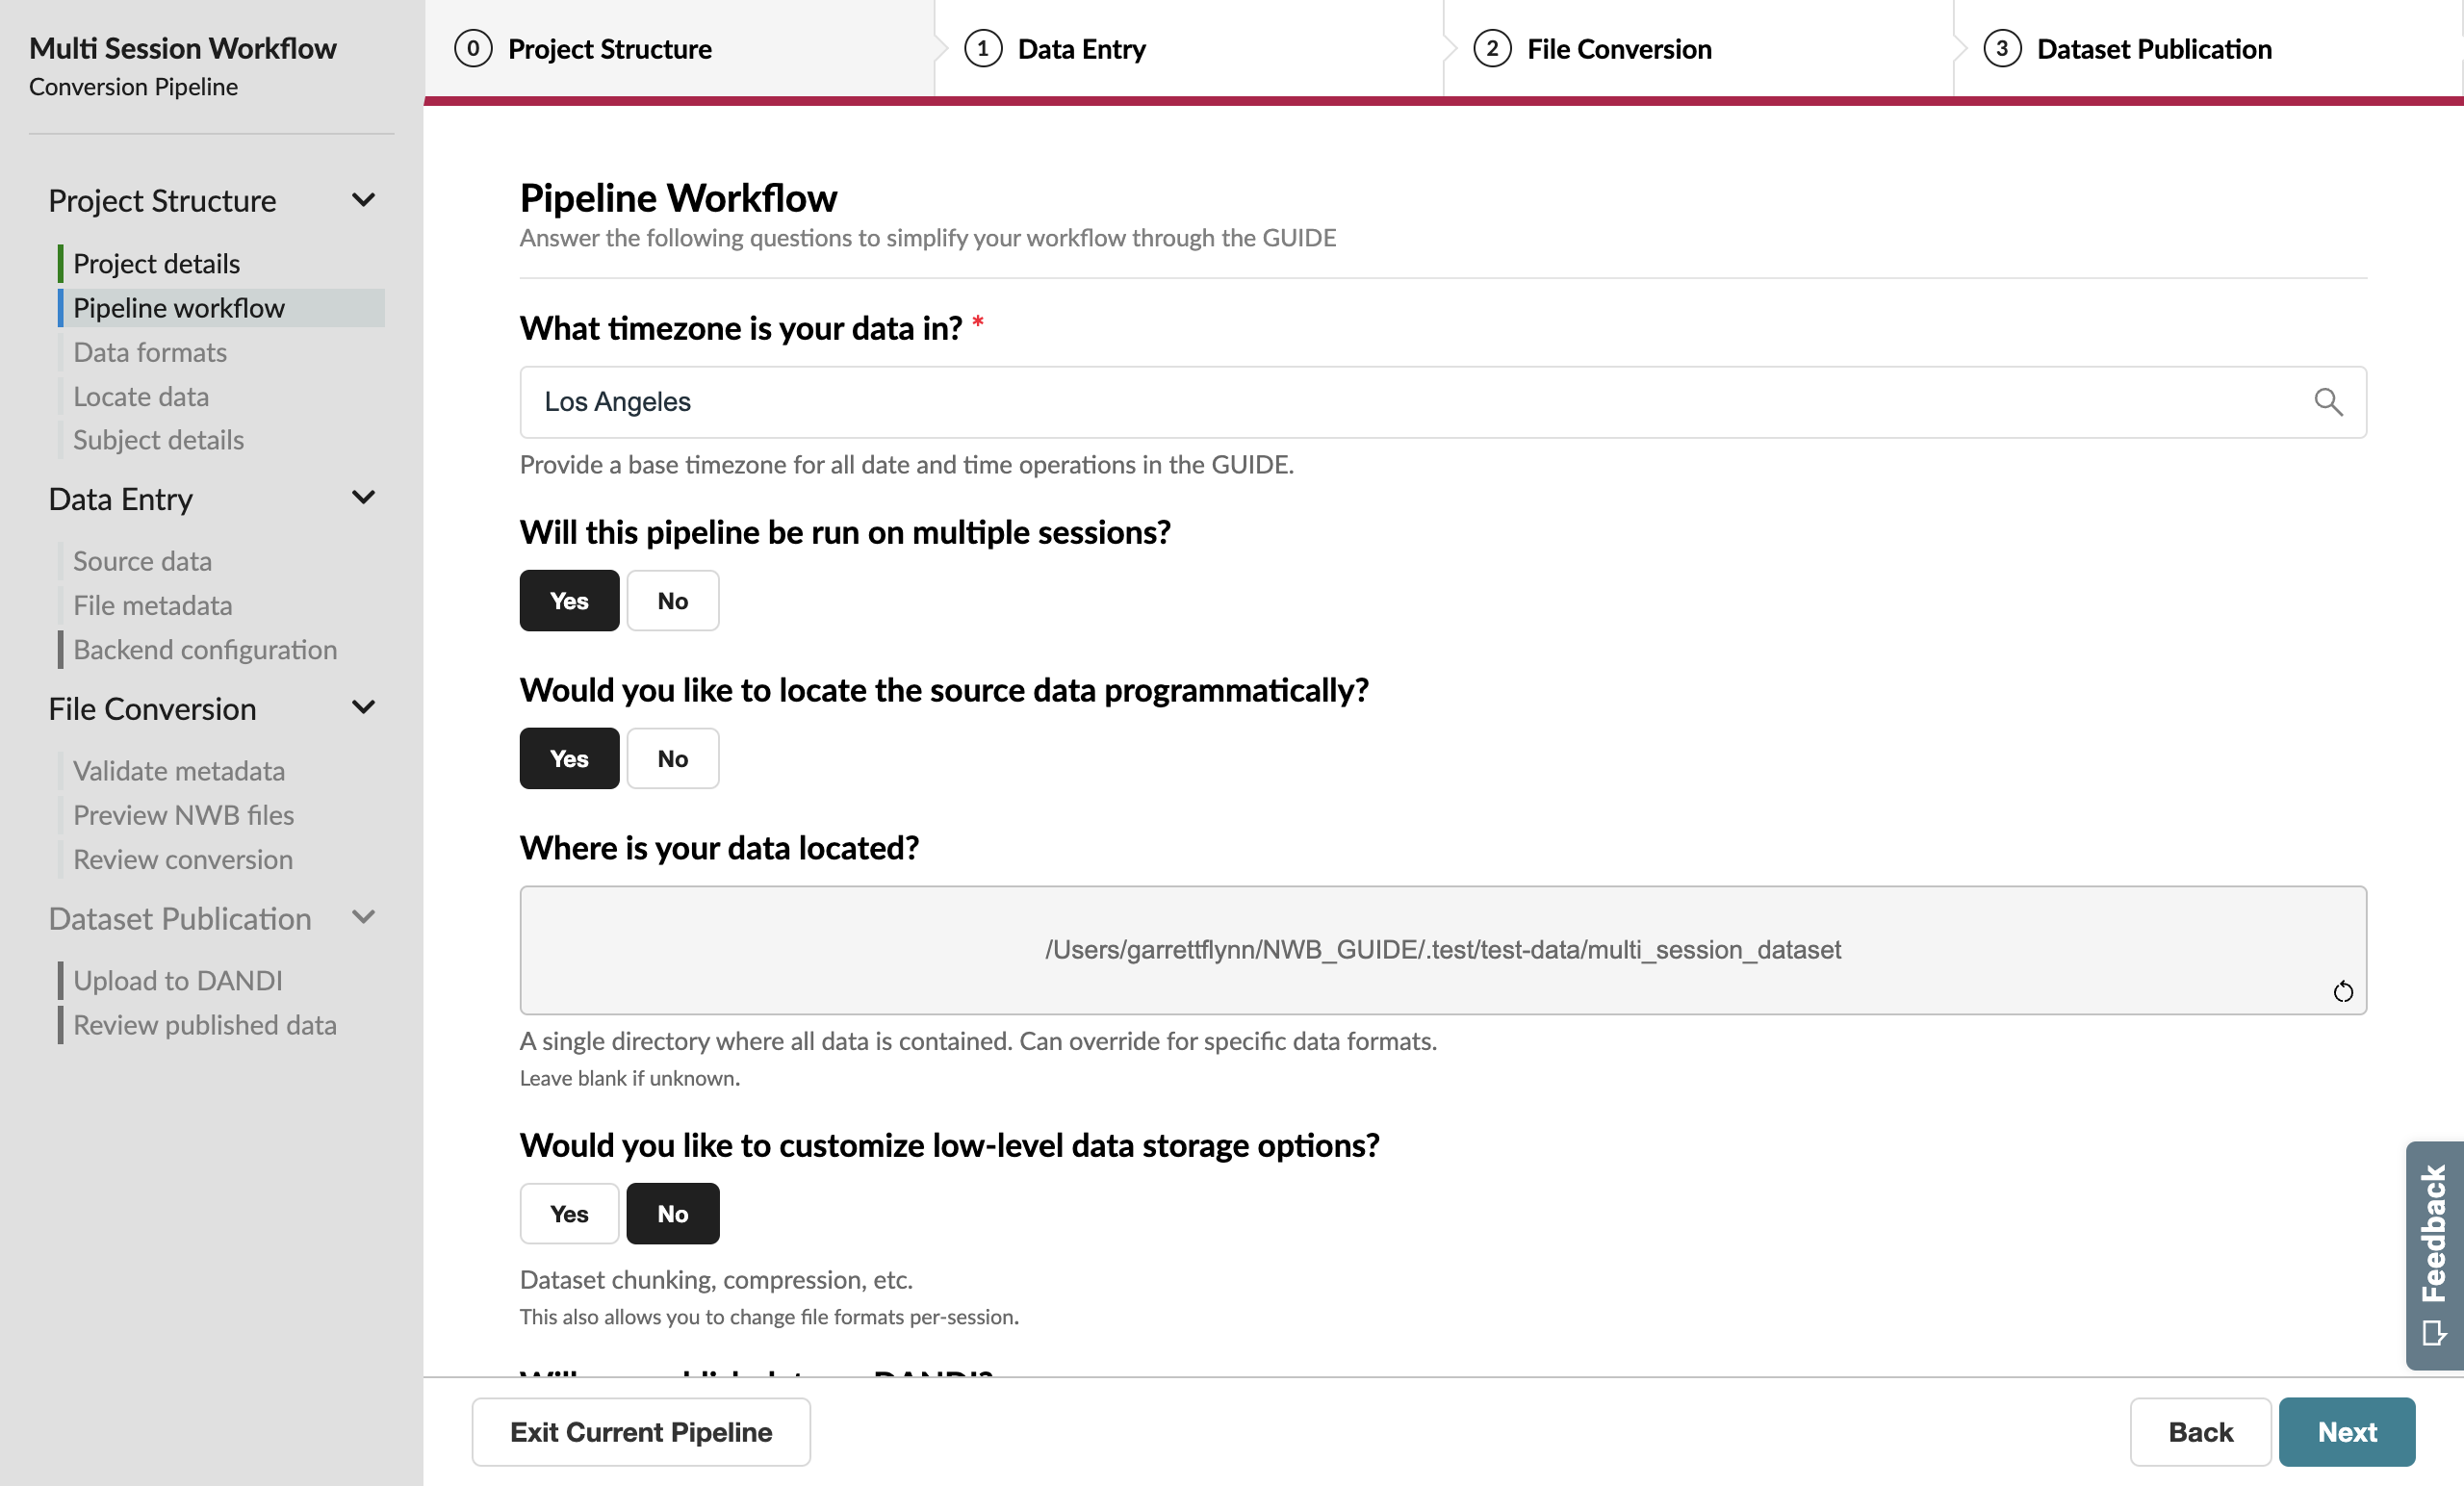 Multi Session Workflow
Conversion Pipeline
Project Structure
Project details
Pipeline workflow
Data formats
Locate data
Subject details
Data Entry
Source data
File metadata
Backend configuration
File Conversion
Validate metadata
Preview NWB files
Review conversion
Dataset Publication
Upload to DANDI
Review published data
0 Project Structure
1 Data Entry
2 File Conversion
3 Dataset Publication
Pipeline Workflow
Answer the following questions to simplify your workflow through the GUIDE
What timezone is your data in? *
Los Angeles
Provide a base timezone for all date and time operations in the GUIDE.
Will this pipeline be run on multiple sessions?
Yes No
Would you like to locate the source data programmatically?
Yes No
Where is your data located?
/Users/garrettflynn/NWB_GUIDE/.test/test-data/multi_session_dataset
A single directory where all data is contained. Can override for specific data formats.
Leave blank if unknown.
Would you like to customize low-level data storage options?
Yes No
Dataset chunking, compression, etc.
This also allows you to change file formats per-session.
Exit Current Pipeline
Back
Next
Feedback